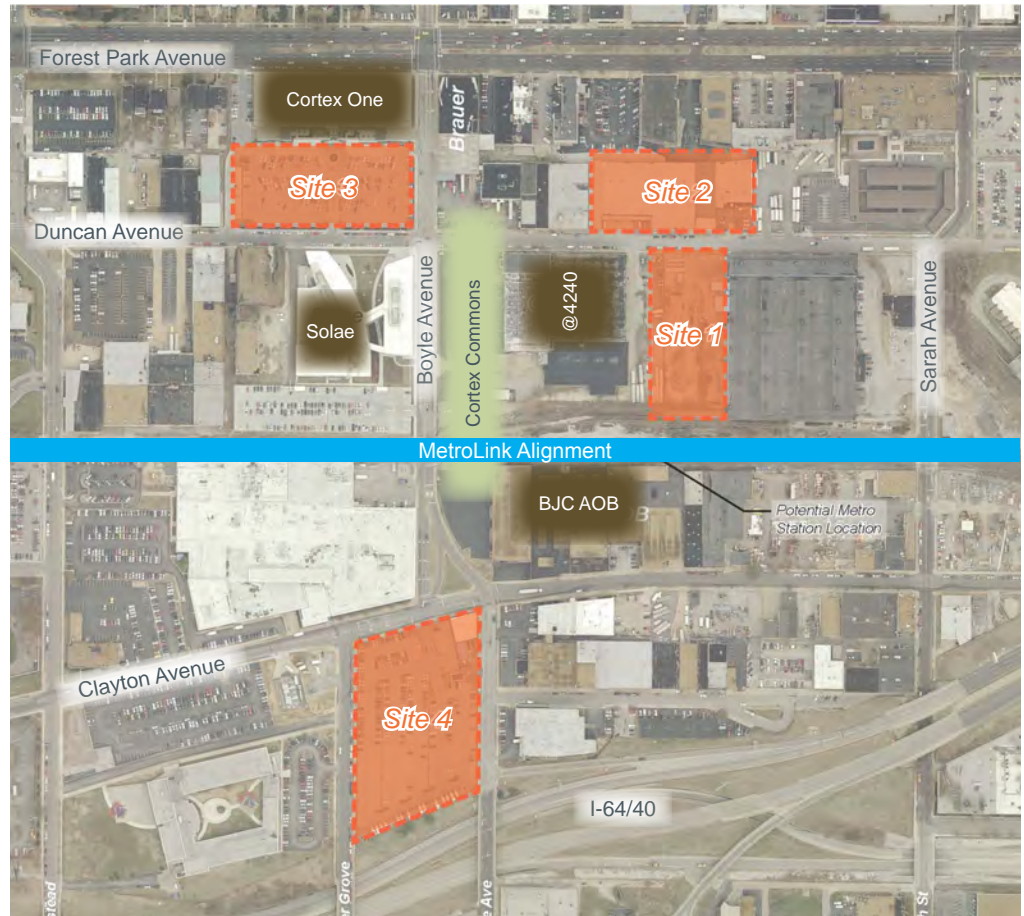 Forest Park Avenue
Cortex One
Brauer
Site 3
Site 2
Duncan Avenue
Boyle Avenue
Cortex Commons
@4240
Solae
Site 1
Sarah Avenue
MetroLink Alignment
BJC AOB
Potential Metro
Station Location
Clayton Avenue
Site 4
I-64/40
Grove
Ave
St